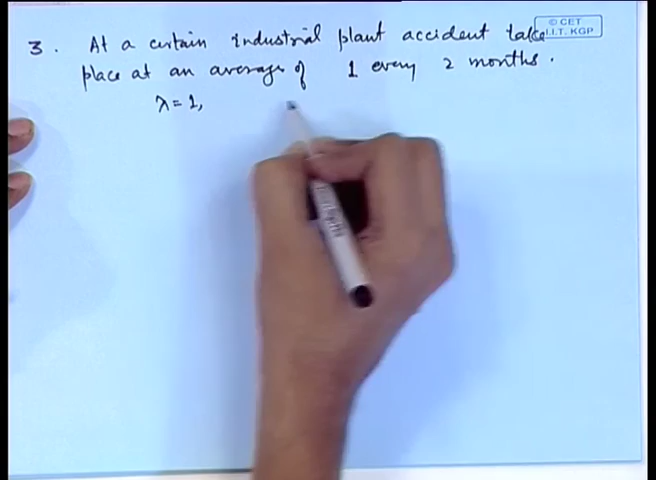 © CET
I.I.T. KGP
3. At a certain industrial plant accident take
place at an average of 1 every 2 months.
λ = 1,